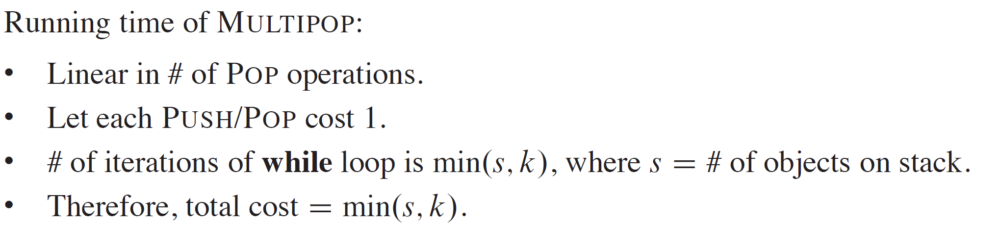 Running time of MULTIPOP:
• Linear in # of POP operations.
• Let each PUSH/POP cost 1.
• # of iterations of while loop is min(s, k), where s = # of objects on stack.
• Therefore, total cost = min(s, k).